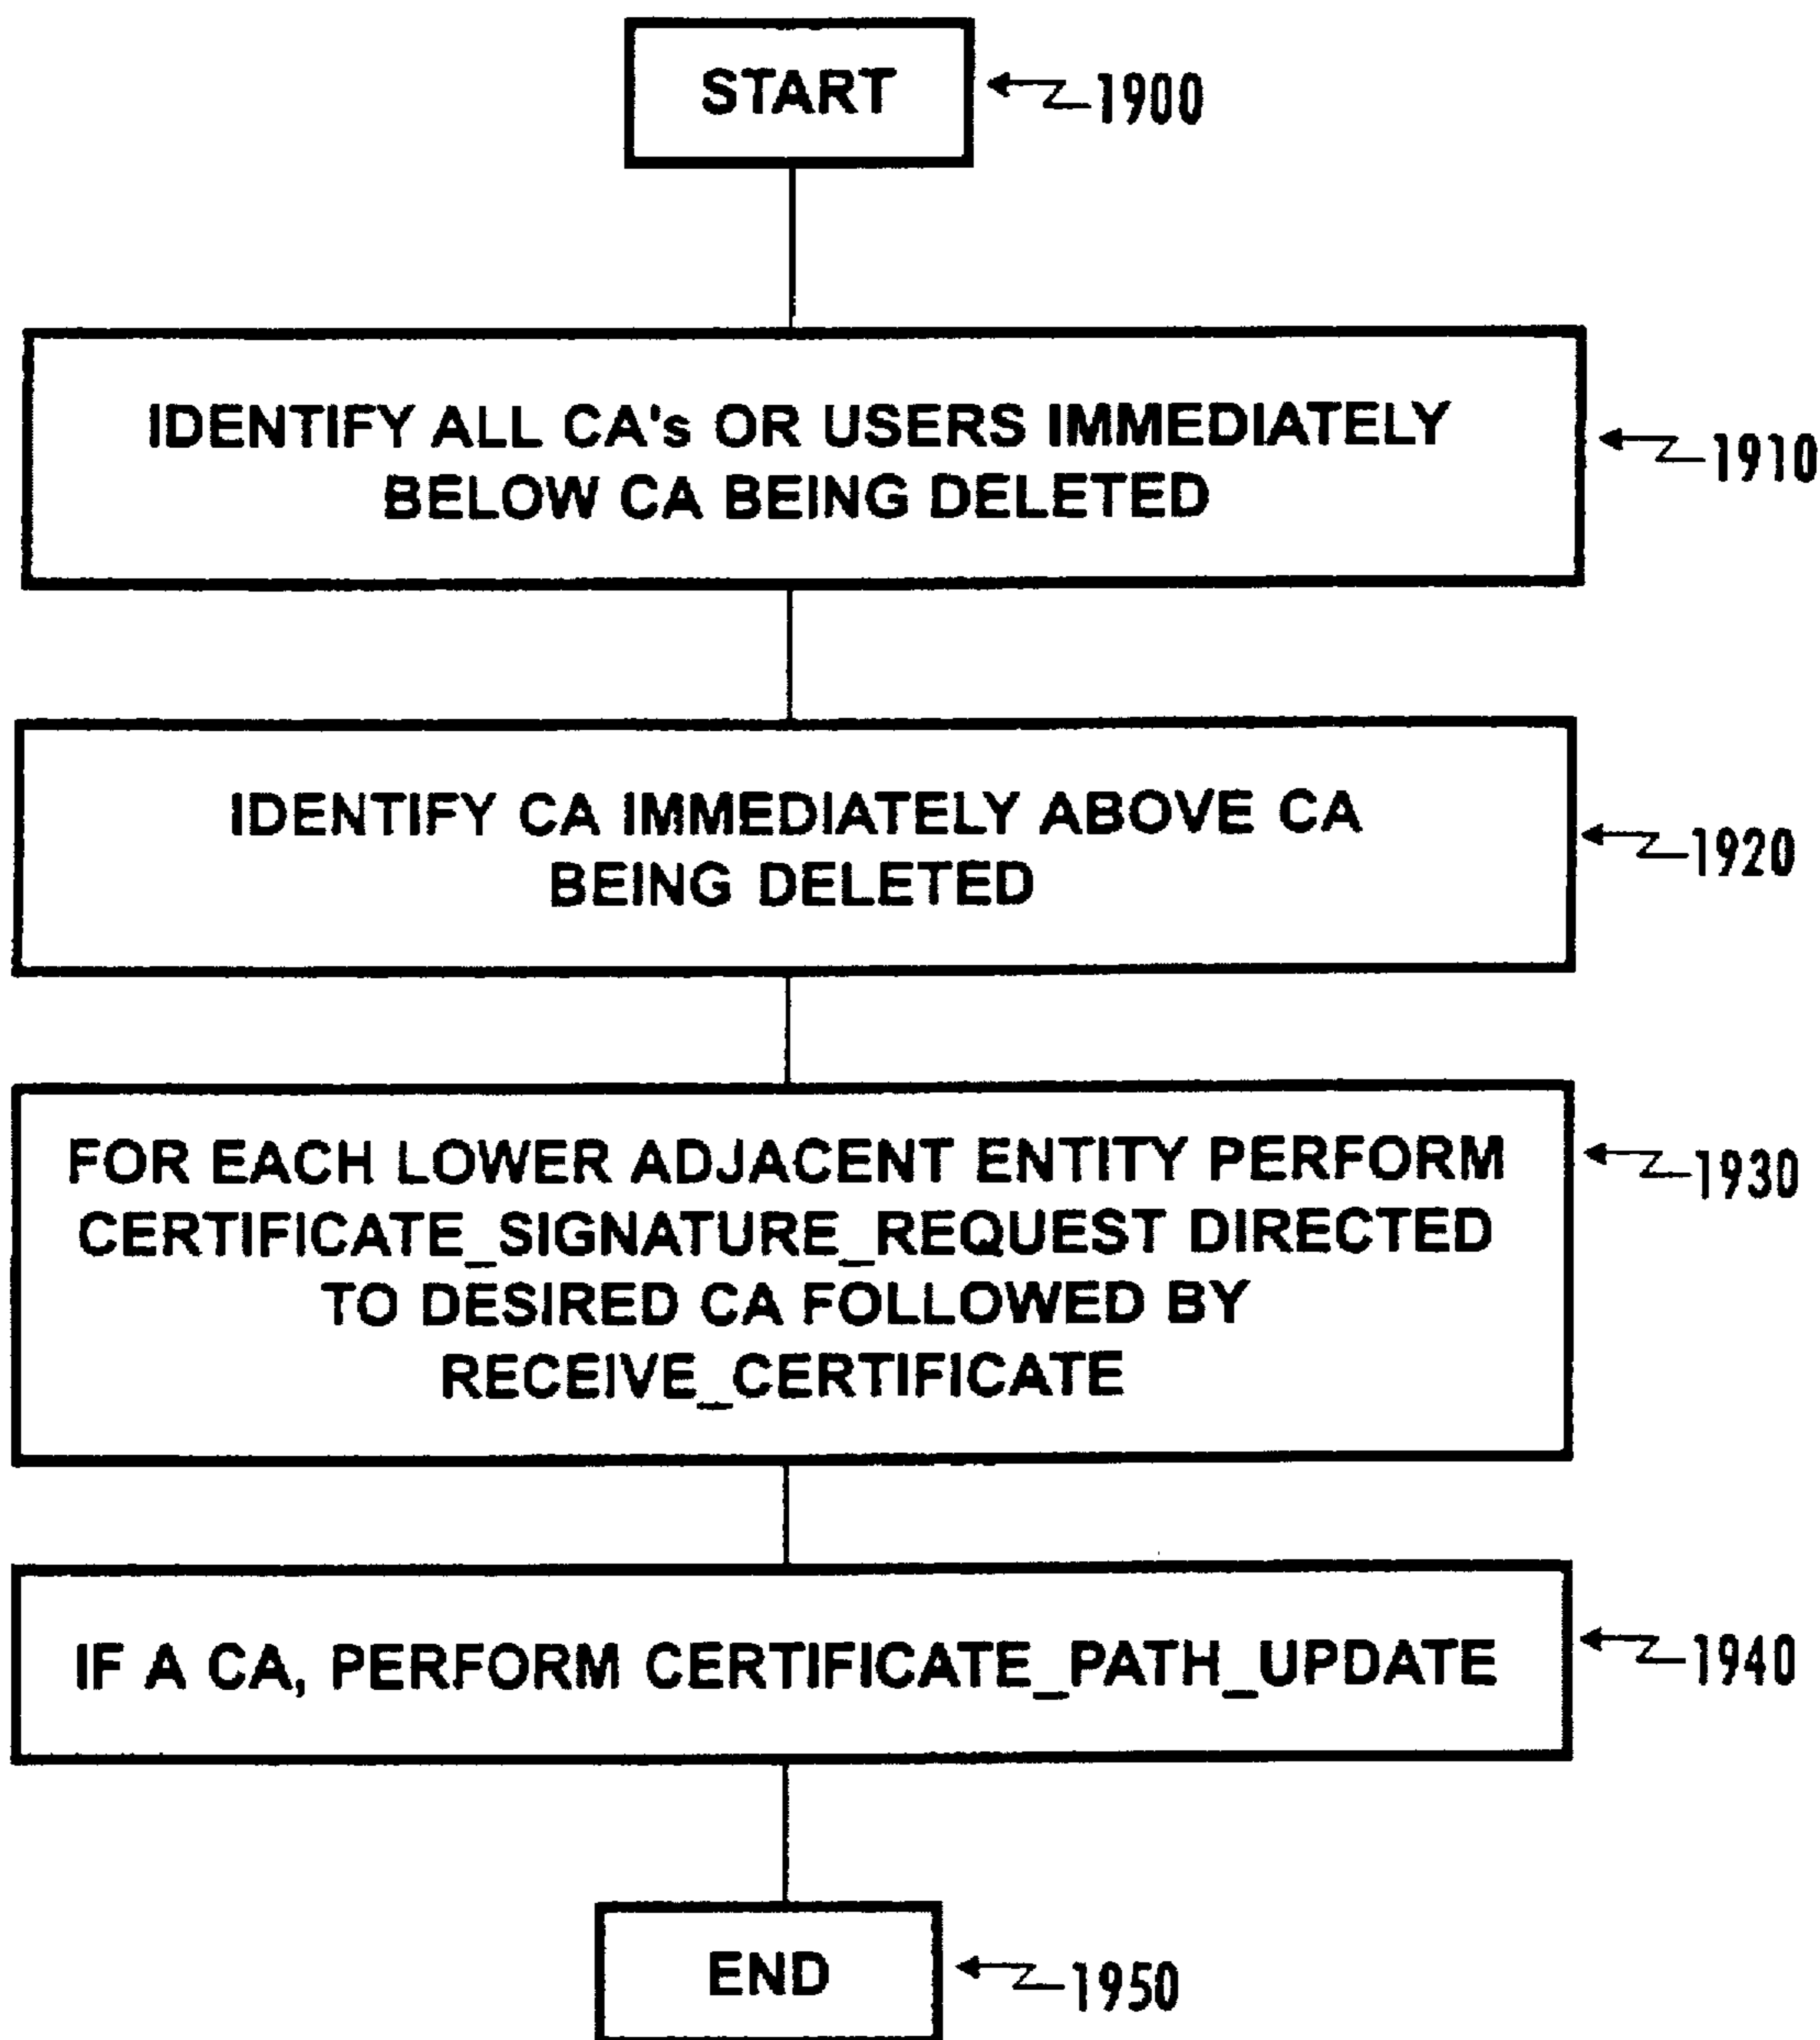 START
1900
IDENTIFY ALL CA's OR USERS IMMEDIATELY
BELOW CA BEING DELETED
1910
IDENTIFY CA IMMEDIATELY ABOVE CA
BEING DELETED
1920
FOR EACH LOWER ADJACENT ENTITY PERFORM
CERTIFICATE_SIGNATURE_REQUEST DIRECTED
TO DESIRED CA FOLLOWED BY
RECEIVE_CERTIFICATE
1930
IF A CA, PERFORM CERTIFICATE_PATH_UPDATE
1940
END
1950